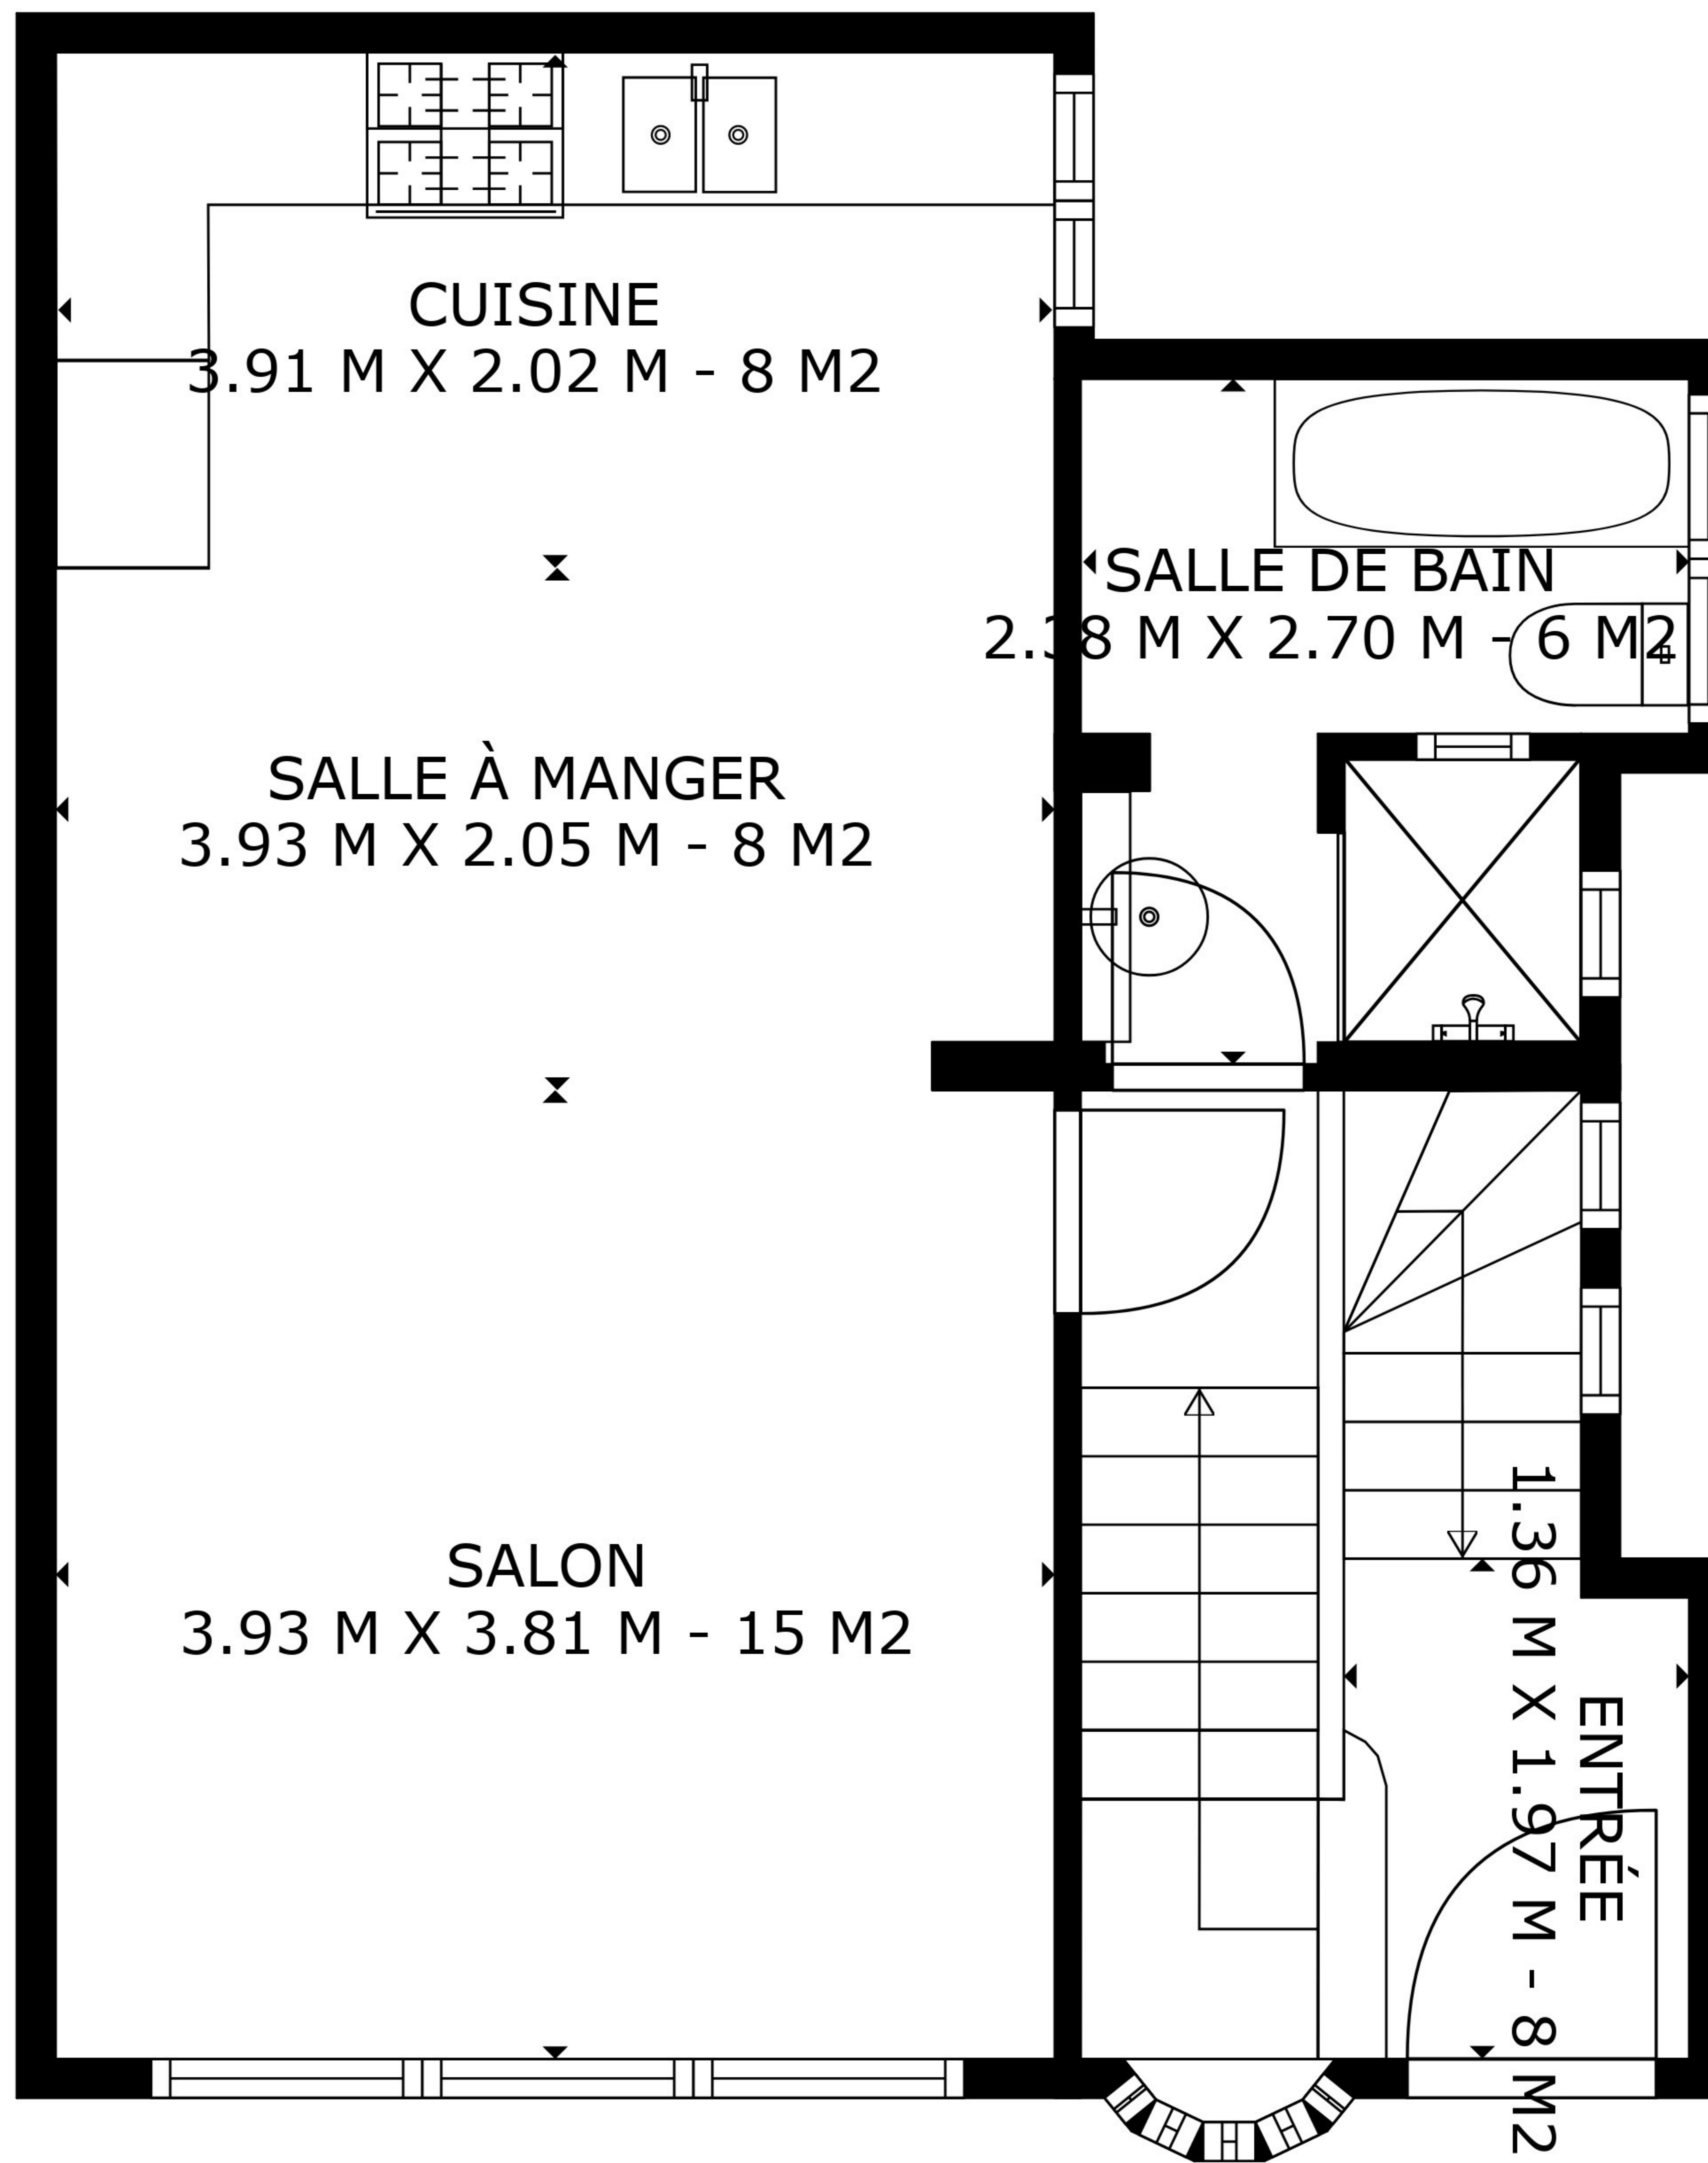 CUISINE
3.91 M X 2.02 M - 8 M2
SALLE DE BAIN
2.38 M X 2.70 M - 6 M2
SALLE À MANGER
3.93 M X 2.05 M - 8 M2
SALON
3.93 M X 3.81 M - 15 M2
ENTRÉE
1.36 M X 1.97 M - 8 M2